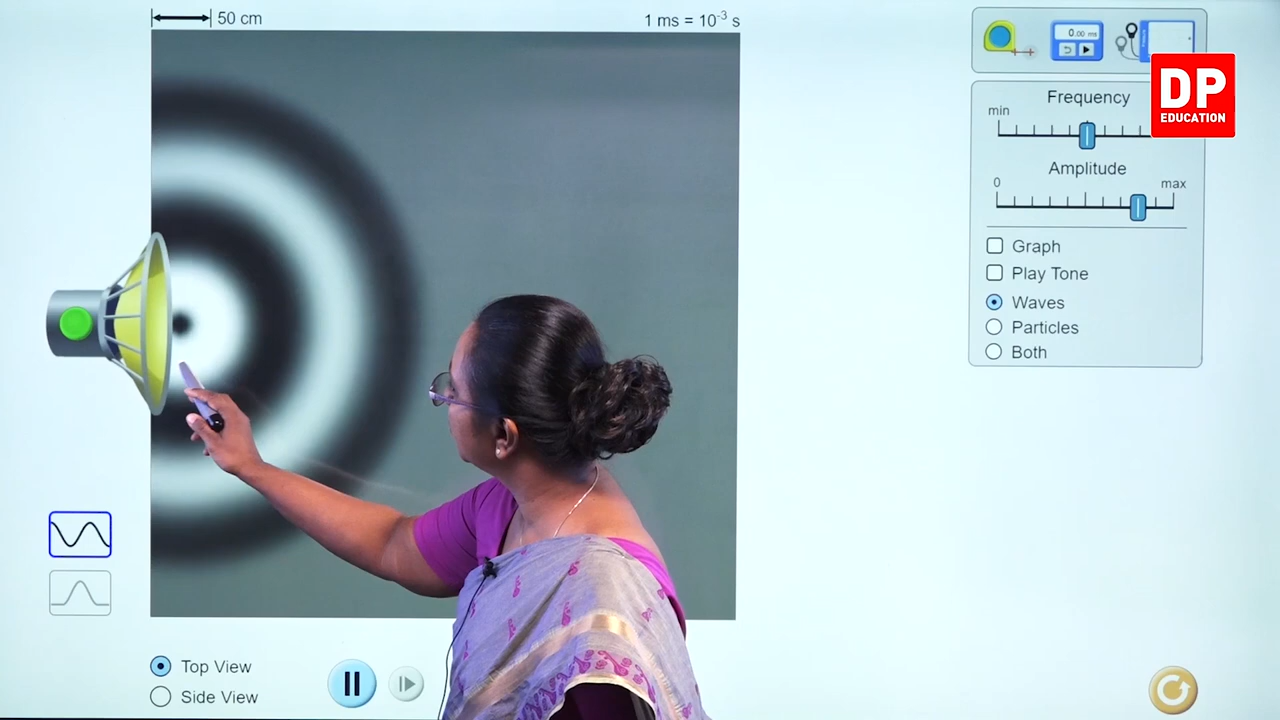 50 cm
1 ms = 10⁻³ s
0.00 ms
DP
EDUCATION
Frequency
min
Amplitude
0
max
Graph
Play Tone
Waves
Particles
Both
Top View
Side View